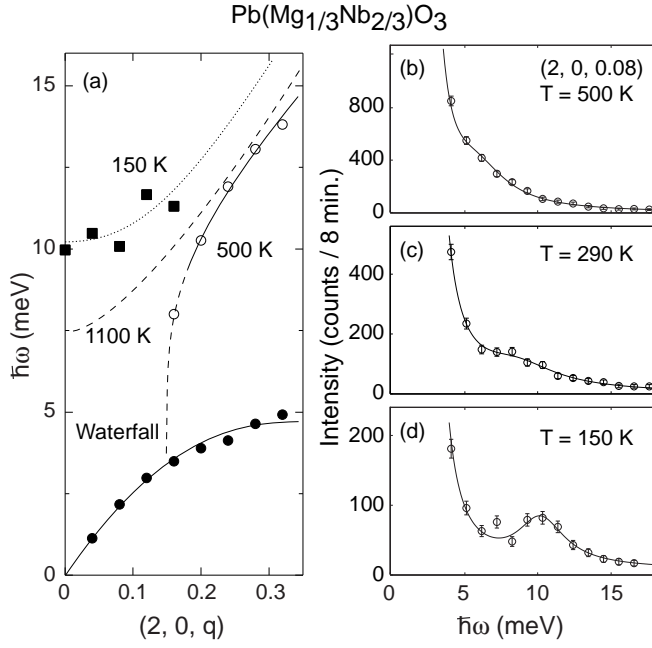 Pb(Mg1/3Nb2/3)O3
(a)
15
10
5
0
ħω (meV)
150 K
500 K
1100 K
Waterfall
0
0.1
0.2
0.3
(2, 0, q)
Intensity (counts / 8 min.)
(b)
(2, 0, 0.08)
T = 500 K
800
400
0
(c)
T = 290 K
400
200
0
(d)
T = 150 K
200
100
0
0
5
10
15
ħω (meV)